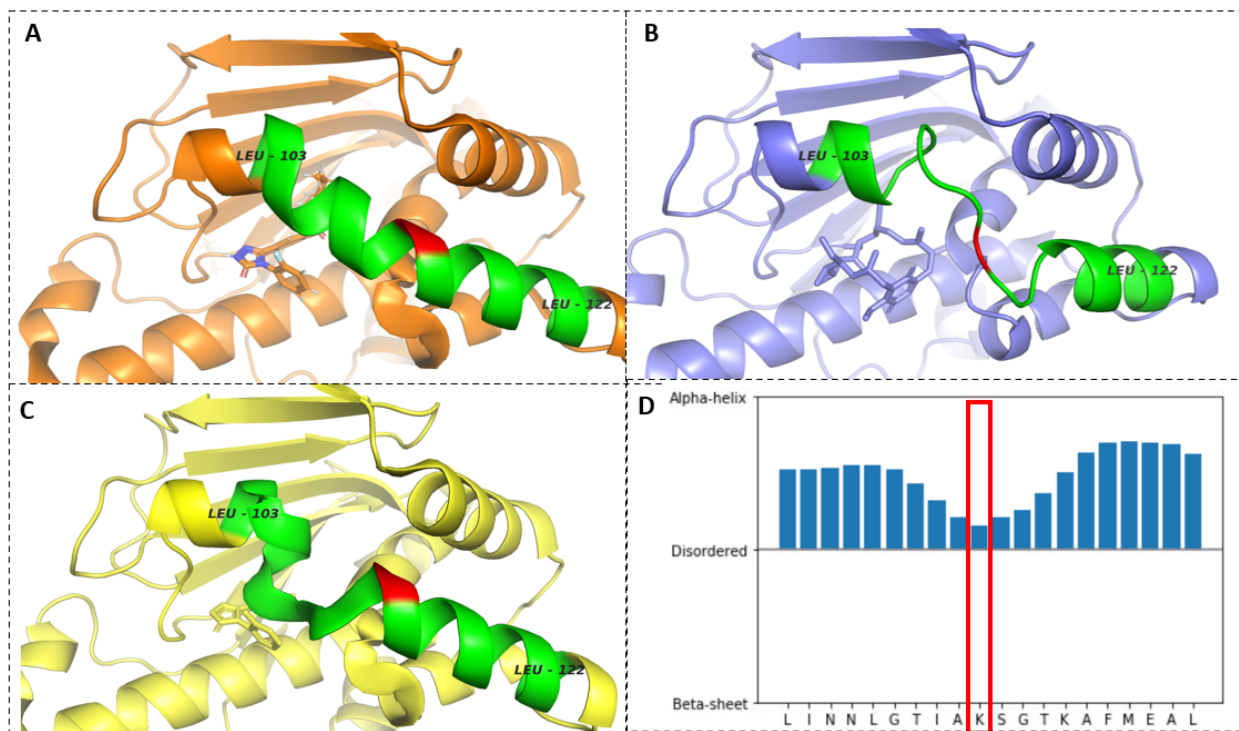 A
LEU - 103
LEU - 122
B
LEU - 103
LEU - 122
C
LEU - 103
LEU - 122
D
Alpha-helix
Disordered
Beta-sheet
L I N N L G T I A K S G T K A F M E A L